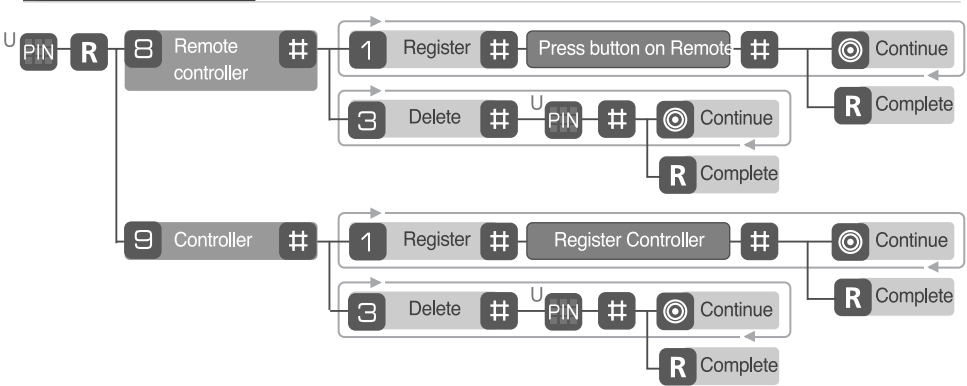 U PIN R 8 Remote controller # 1 Register # Press button on Remote # Continue
R Complete
3 Delete # U PIN # Continue
R Complete
9 Controller # 1 Register # Register Controller # Continue
R Complete
3 Delete # U PIN # Continue
R Complete